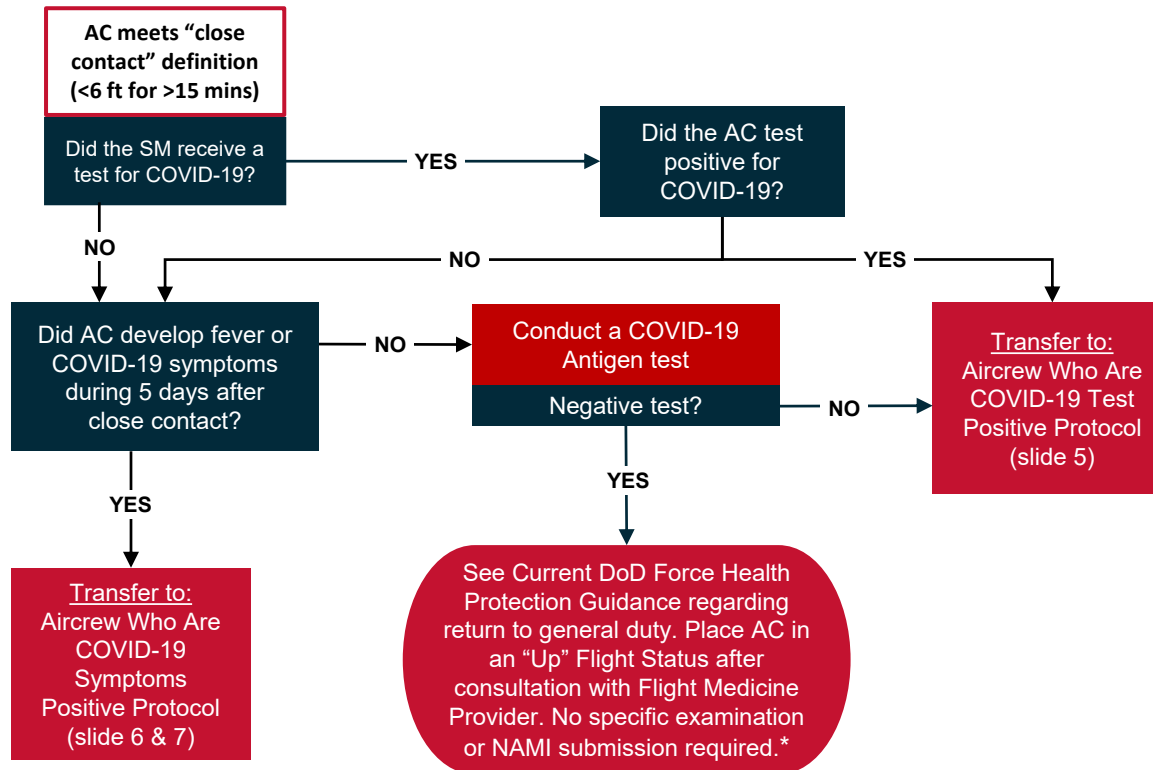 AC meets “close
contact” definition
(<6 ft for >15 mins)
Did the SM receive a
test for COVID-19?
YES
Did the AC test
positive for
COVID-19?
NO
NO
YES
Did AC develop fever or
COVID-19 symptoms
during 5 days after
close contact?
NO
Conduct a COVID-19
Antigen test
Negative test?
NO
Transfer to:
Aircrew Who Are
COVID-19 Test
Positive Protocol
(slide 5)
YES
YES
Transfer to:
Aircrew Who Are
COVID-19
Symptoms
Positive Protocol
(slide 6 & 7)
See Current DoD Force Health
Protection Guidance regarding
return to general duty. Place AC in
an “Up” Flight Status after
consultation with Flight Medicine
Provider. No specific examination
or NAMI submission required.*